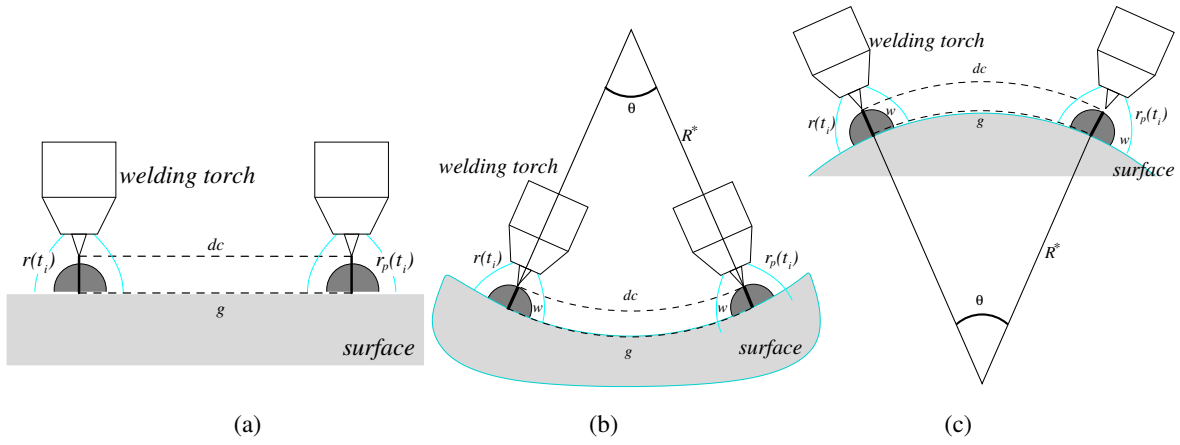 welding torch
dc
r(t_i)
r_p(t_i)
g
surface
(a)
θ
R*
welding torch
r(t_i)
r_p(t_i)
dc
w
w
g
surface
(b)
welding torch
dc
r(t_i)
w
g
r_p(t_i)
w
surface
R*
θ
(c)